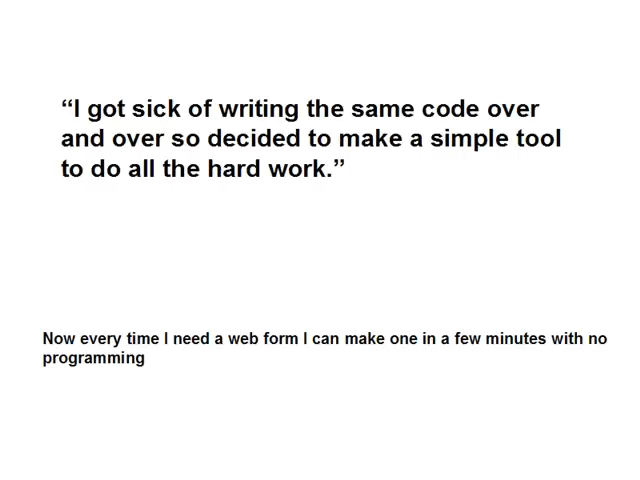 “I got sick of writing the same code over
and over so decided to make a simple tool
to do all the hard work.”
Now every time I need a web form I can make one in a few minutes with no
programming